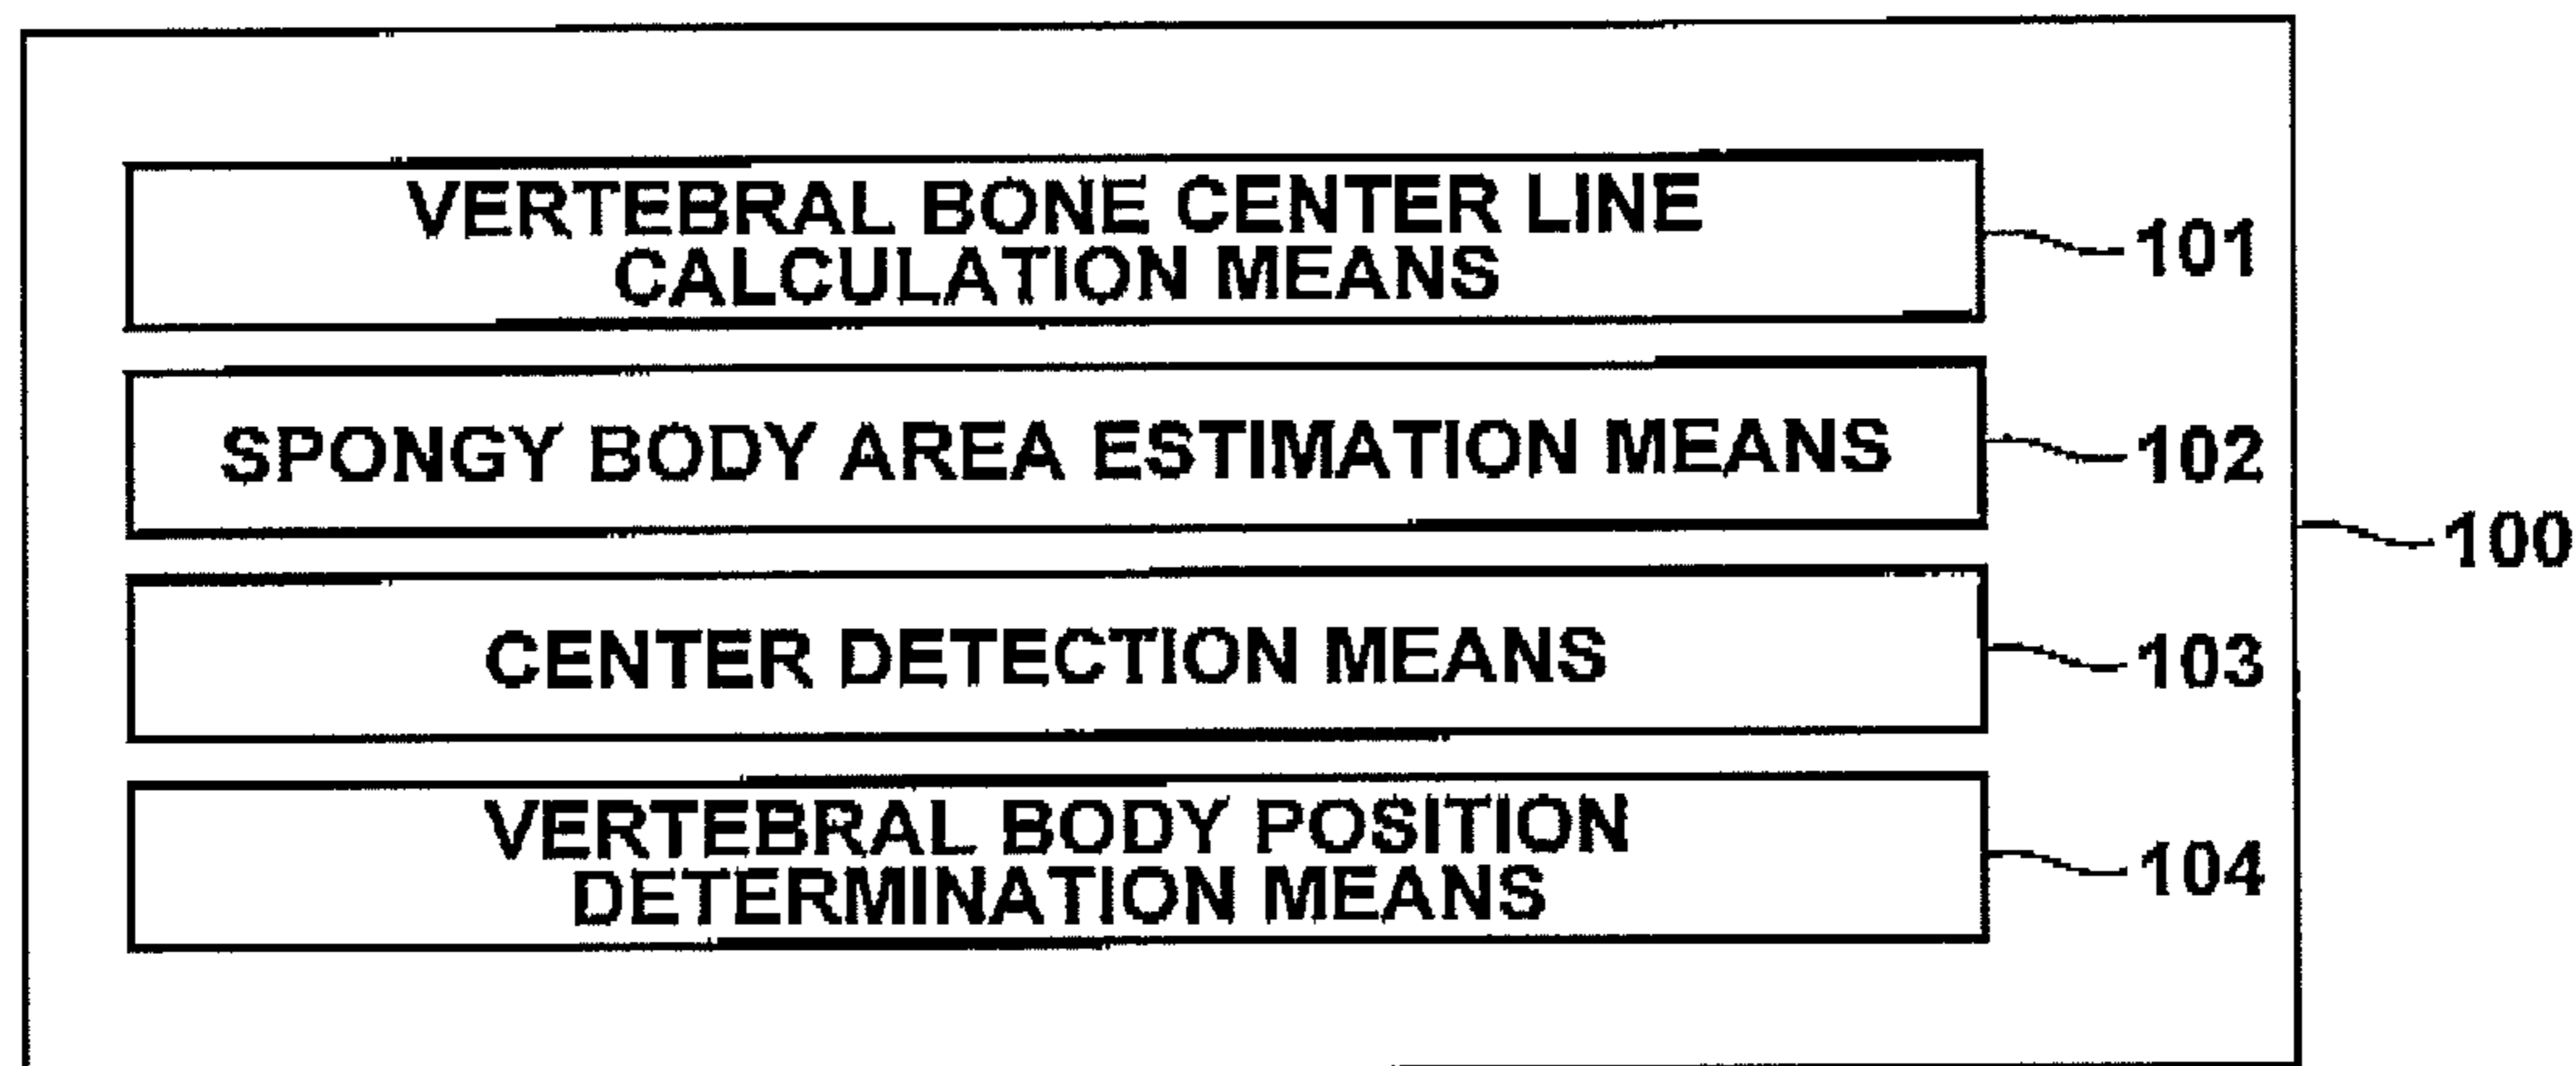 VERTEBRAL BONE CENTER LINE
CALCULATION MEANS
101
SPONGY BODY AREA ESTIMATION MEANS
102
100
CENTER DETECTION MEANS
103
VERTEBRAL BODY POSITION
DETERMINATION MEANS
104